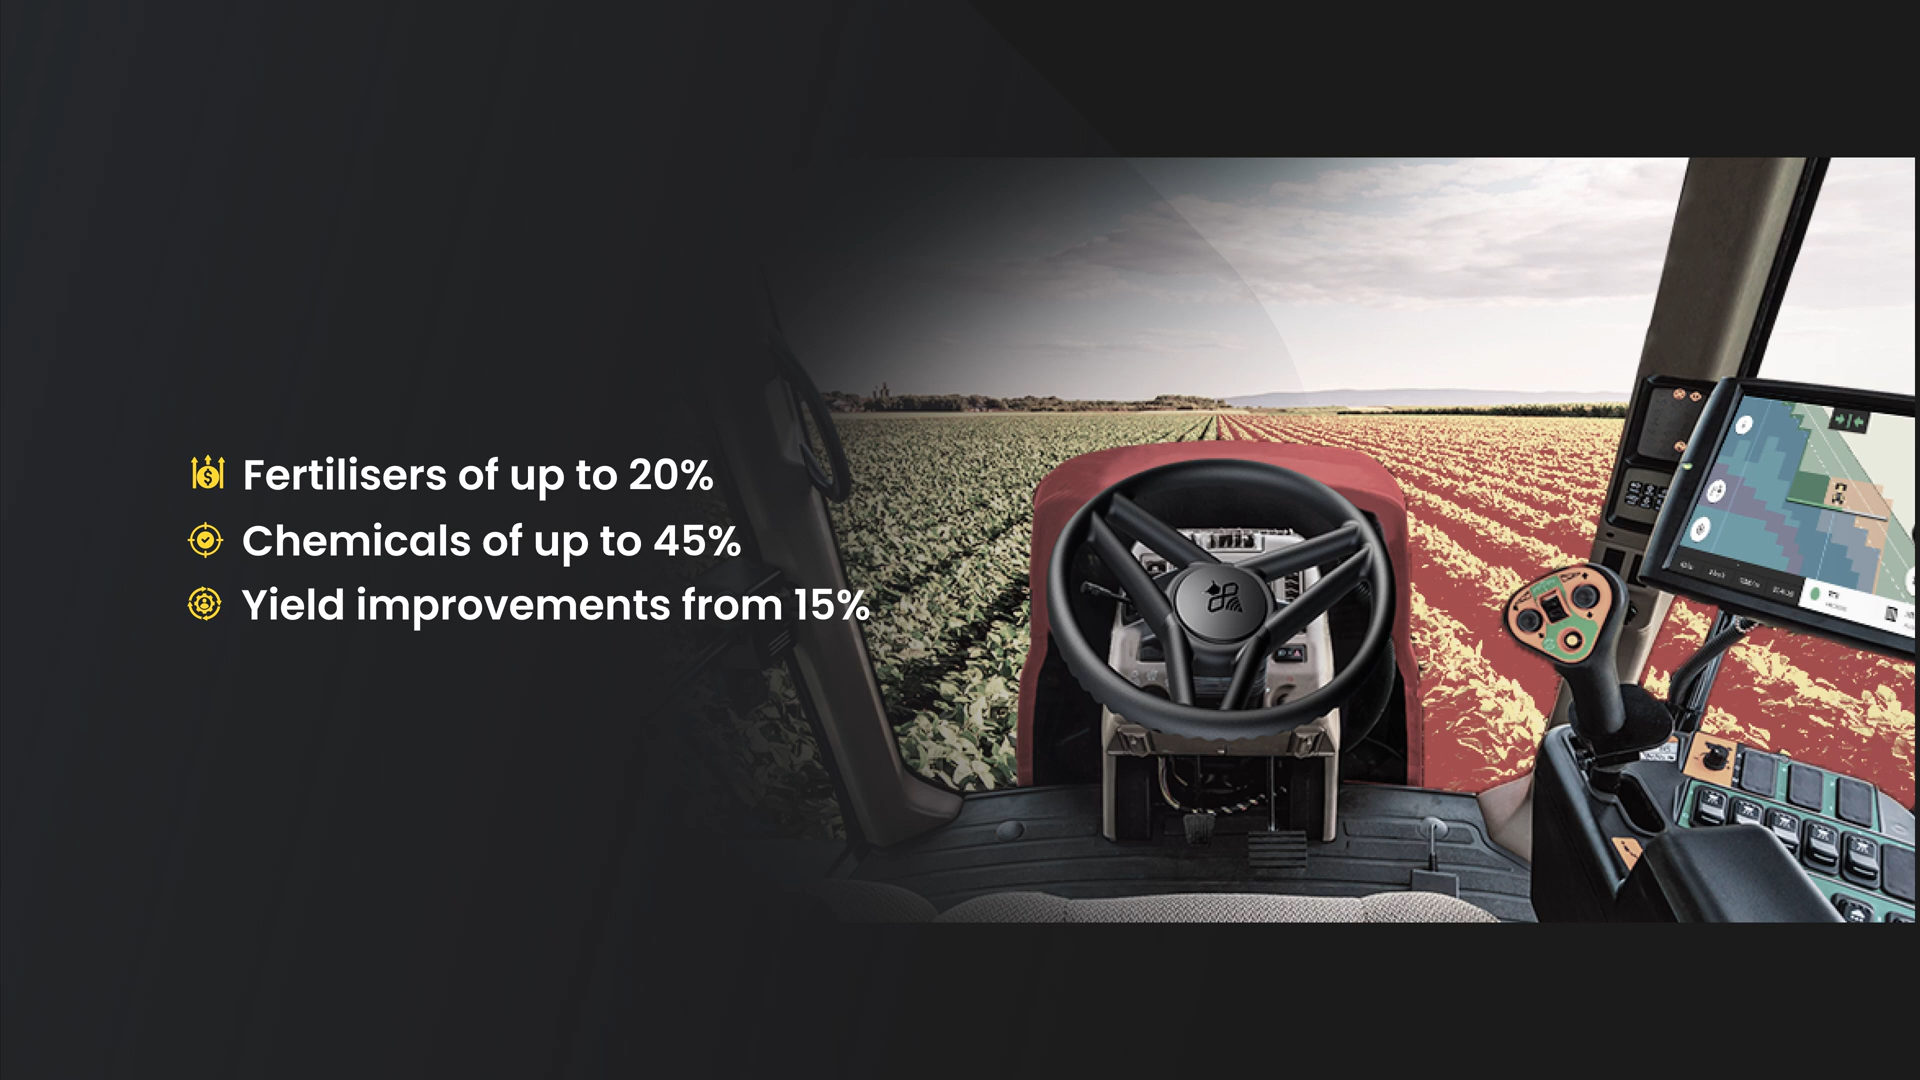 Fertilisers of up to 20%
Chemicals of up to 45%
Yield improvements from 15%